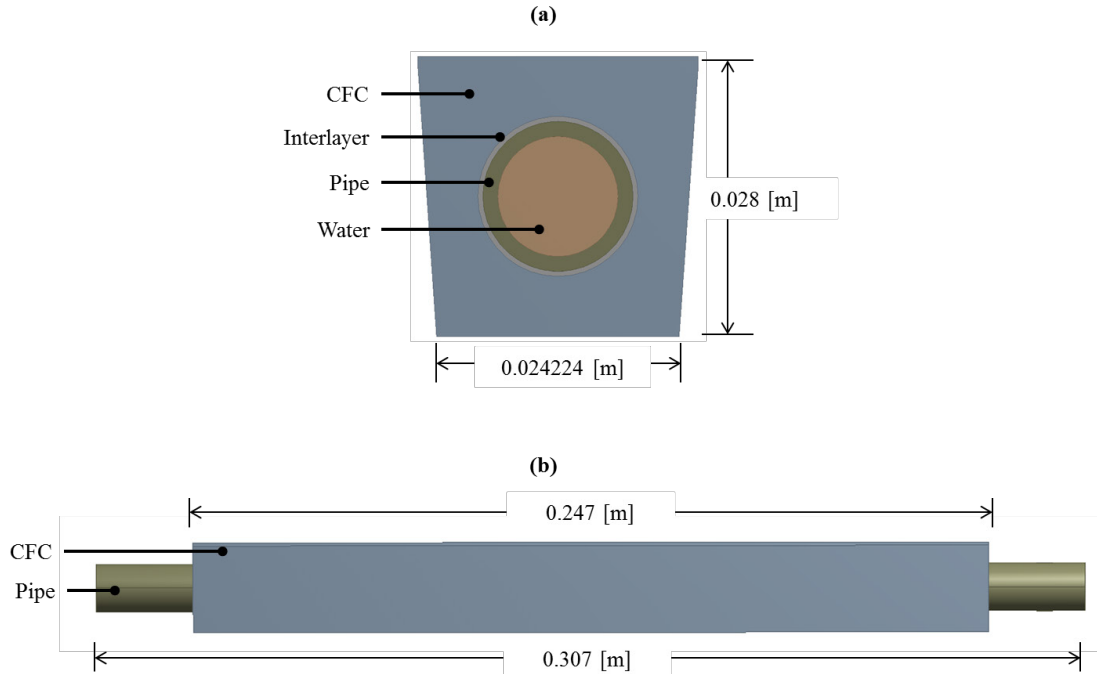 (a)
CFC
Interlayer
Pipe
Water
0.028 [m]
0.024224 [m]
(b)
0.247 [m]
CFC
Pipe
0.307 [m]